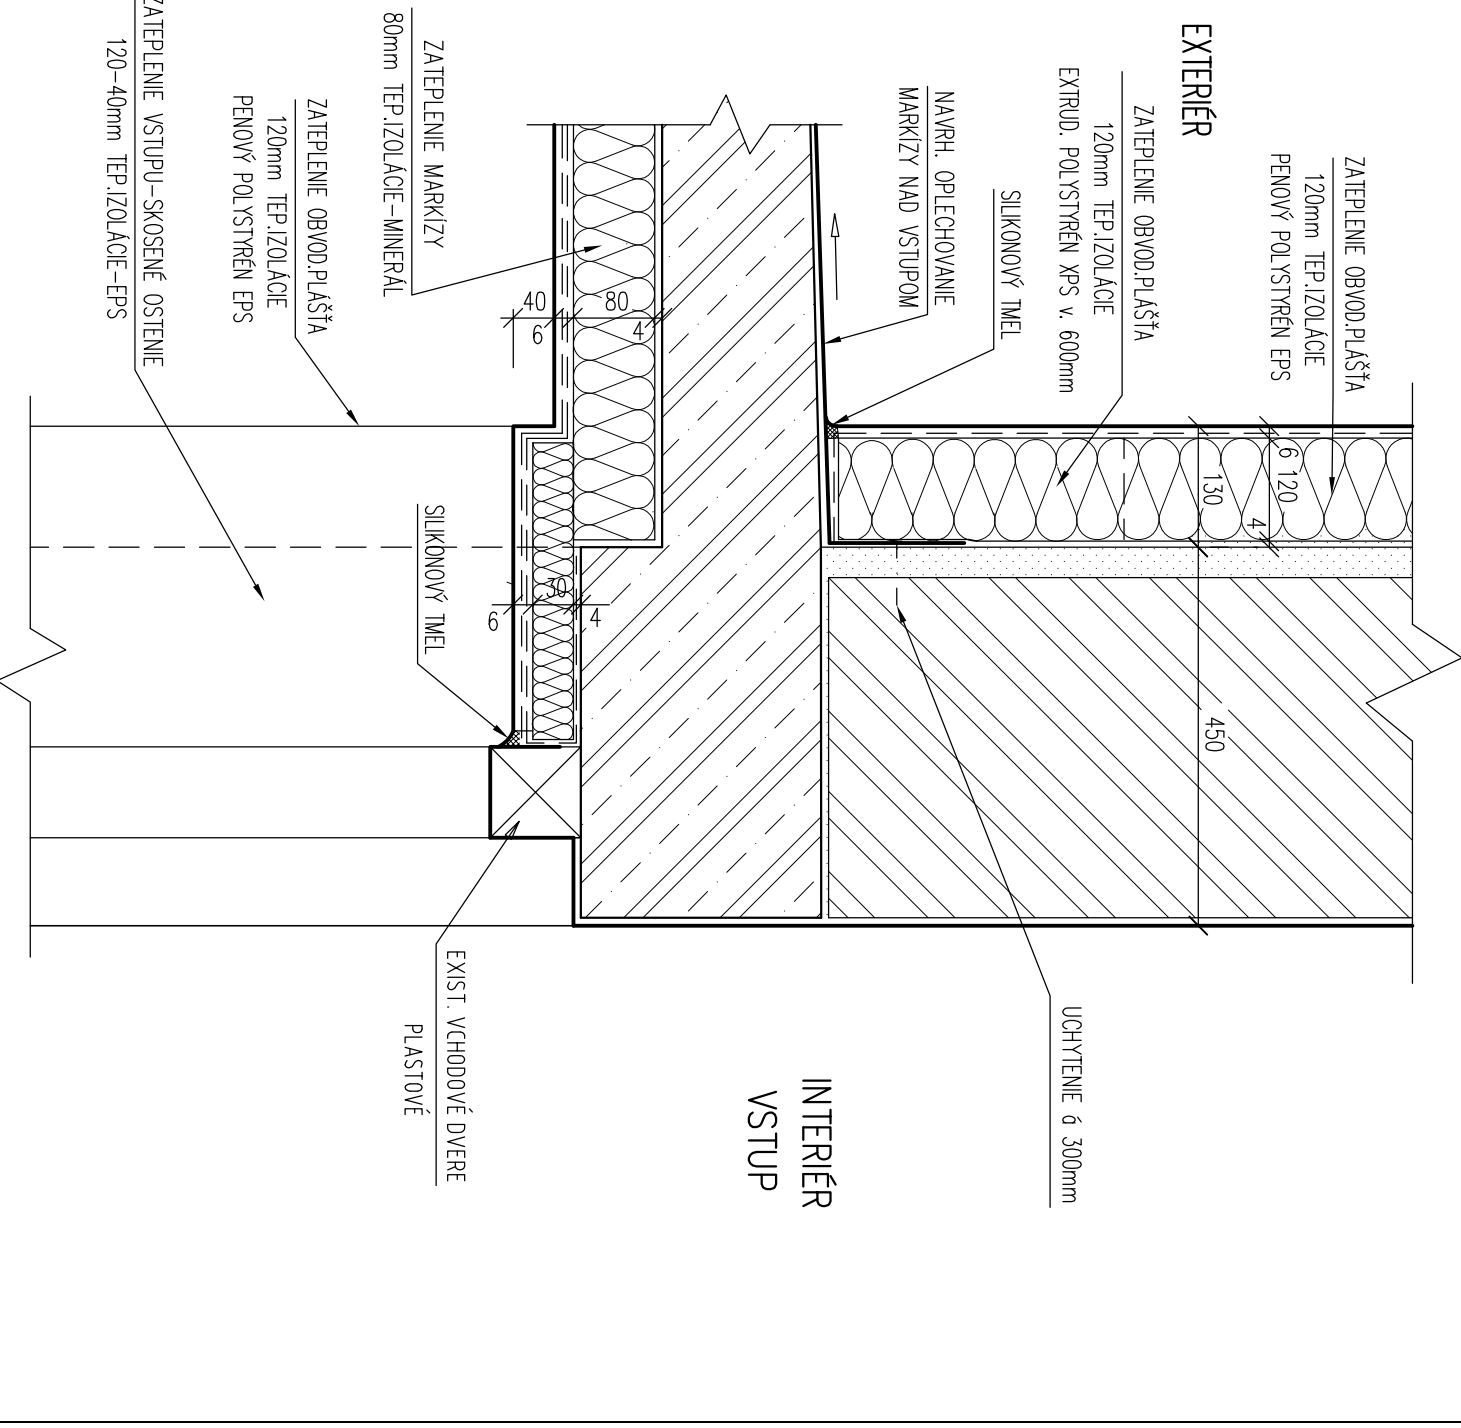 EXTERIÉR
ZATEPLENIE OBVOD.PLÁŠŤA
120mm TEP.IZOLÁCIE
PENOVÝ POLYSTYRÉN EPS
ZATEPLENIE OBVOD.PLÁŠŤA
120mm TEP.IZOLÁCIE
EXTRUD. POLYSTYRÉN XPS v. 600mm
SILIKONOVÝ TMEL
NAVRH. OPLECHOVANIE
MARKÍZY NAD VSTUPOM
ZATEPLENIE MARKÍZY
80mm TEP.IZOLÁCIE-MINERÁL
ZATEPLENIE OBVOD.PLÁŠŤA
120mm TEP.IZOLÁCIE
PENOVÝ POLYSTYRÉN EPS
ZATEPLENIE VSTUPU-SKOSENÉ OSTENIE
120-40mm TEP.IZOLÁCIE-EPS
6 120
4
130
450
40
6
80
4
6
30
4
SILIKONOVÝ TMEL
UCHYTENIE á 300mm
INTERIÉR
VSTUP
EXIST. VCHODOVÉ DVERE
PLASTOVÉ